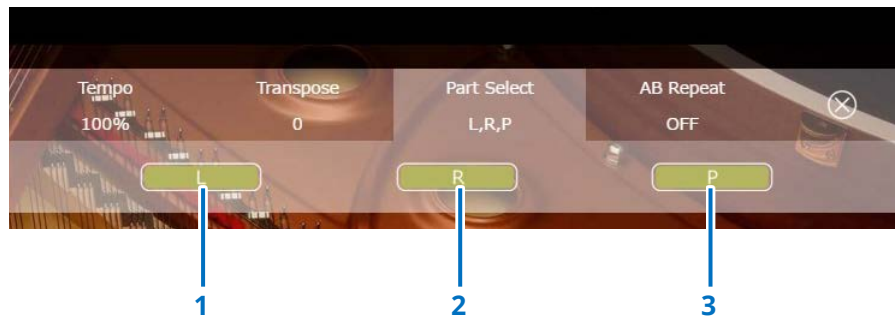 Tempo Transpose Part Select AB Repeat
100% 0 L,R,P OFF
L R P
1 2 3